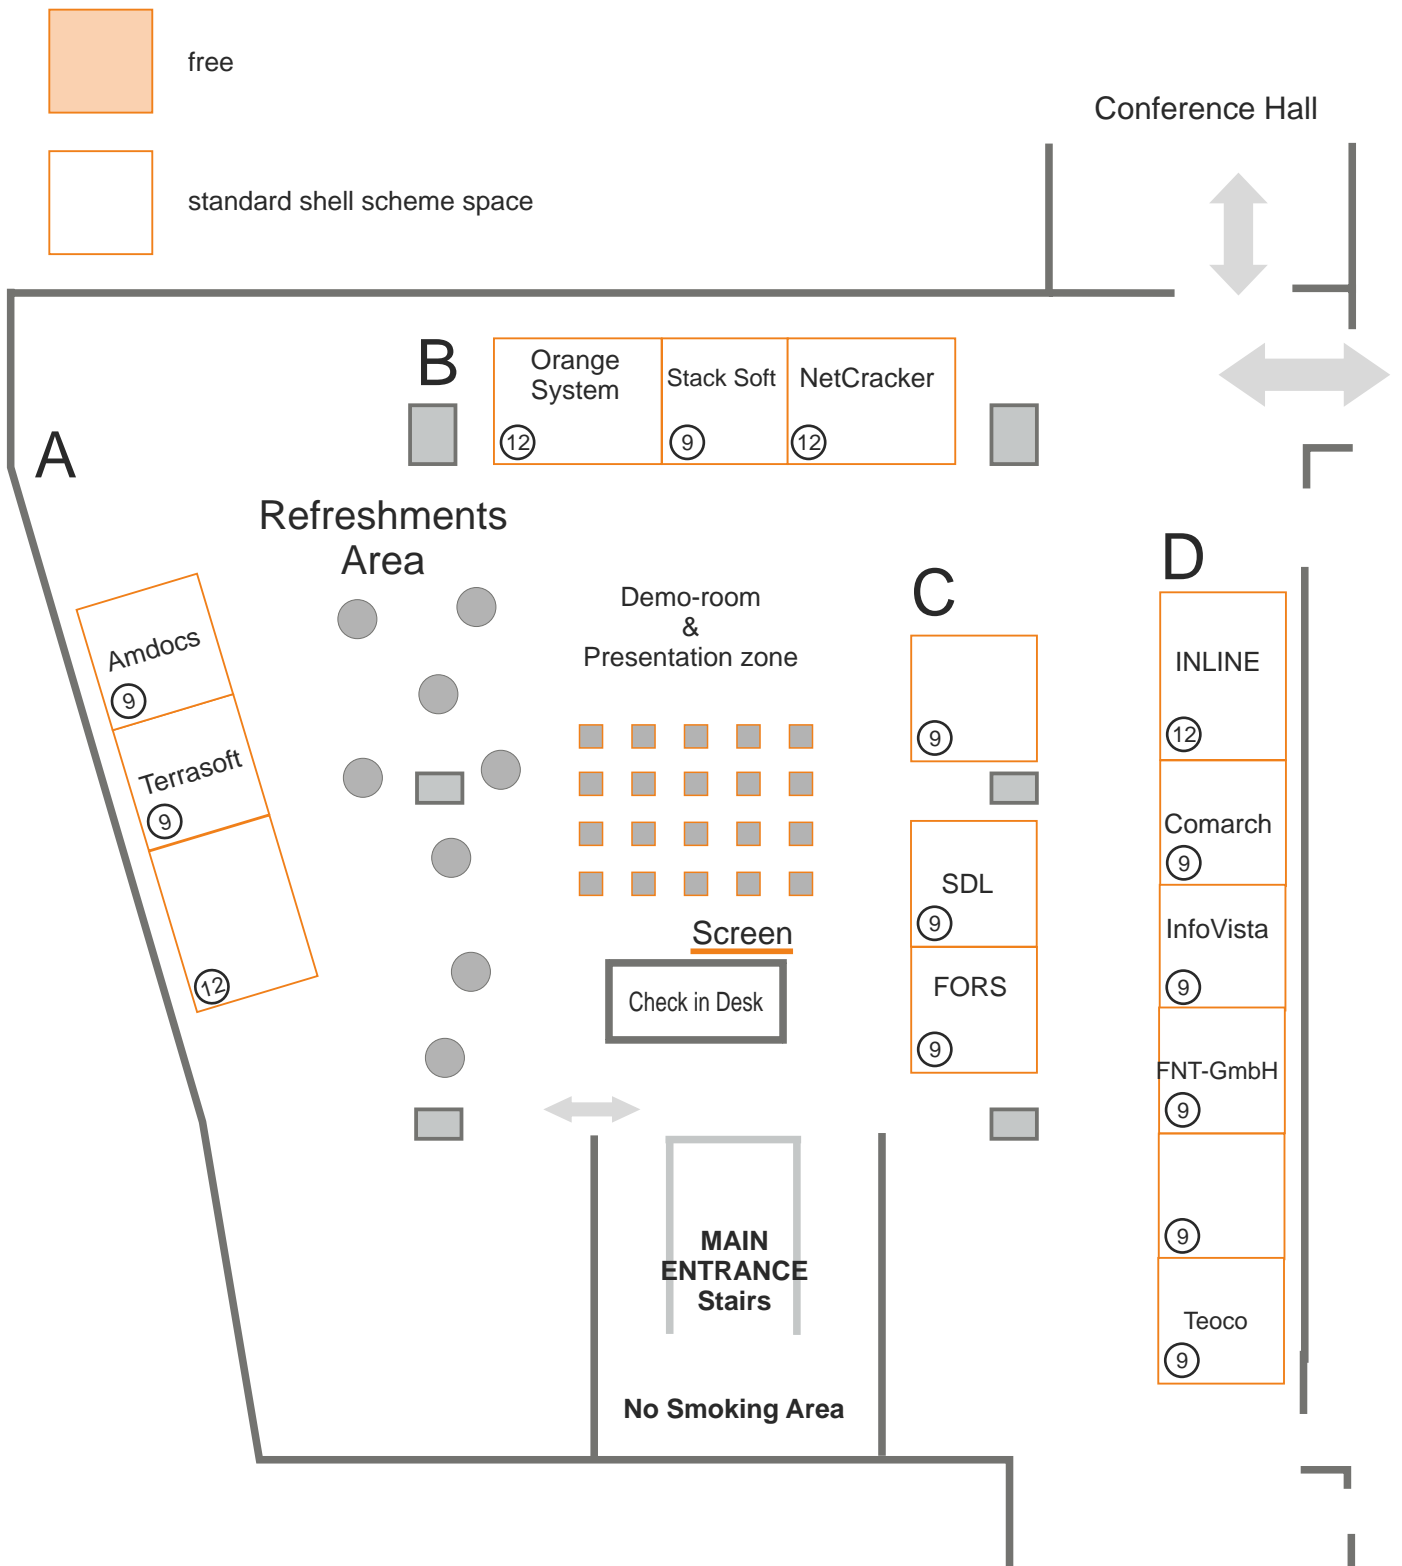 free
Conference Hall
standard shell scheme space
B
Orange
System
12
Stack Soft
9
NetCracker
12
A
Refreshments
Area
D
C
Demo-room
&
Presentation zone
Amdocs
9
Terrasoft
9
12
9
SDL
9
FORS
9
INLINE
12
Comarch
9
InfoVista
9
FNT-GmbH
9
9
Teoco
9
Screen
Check in Desk
MAIN
ENTRANCE
Stairs
No Smoking Area